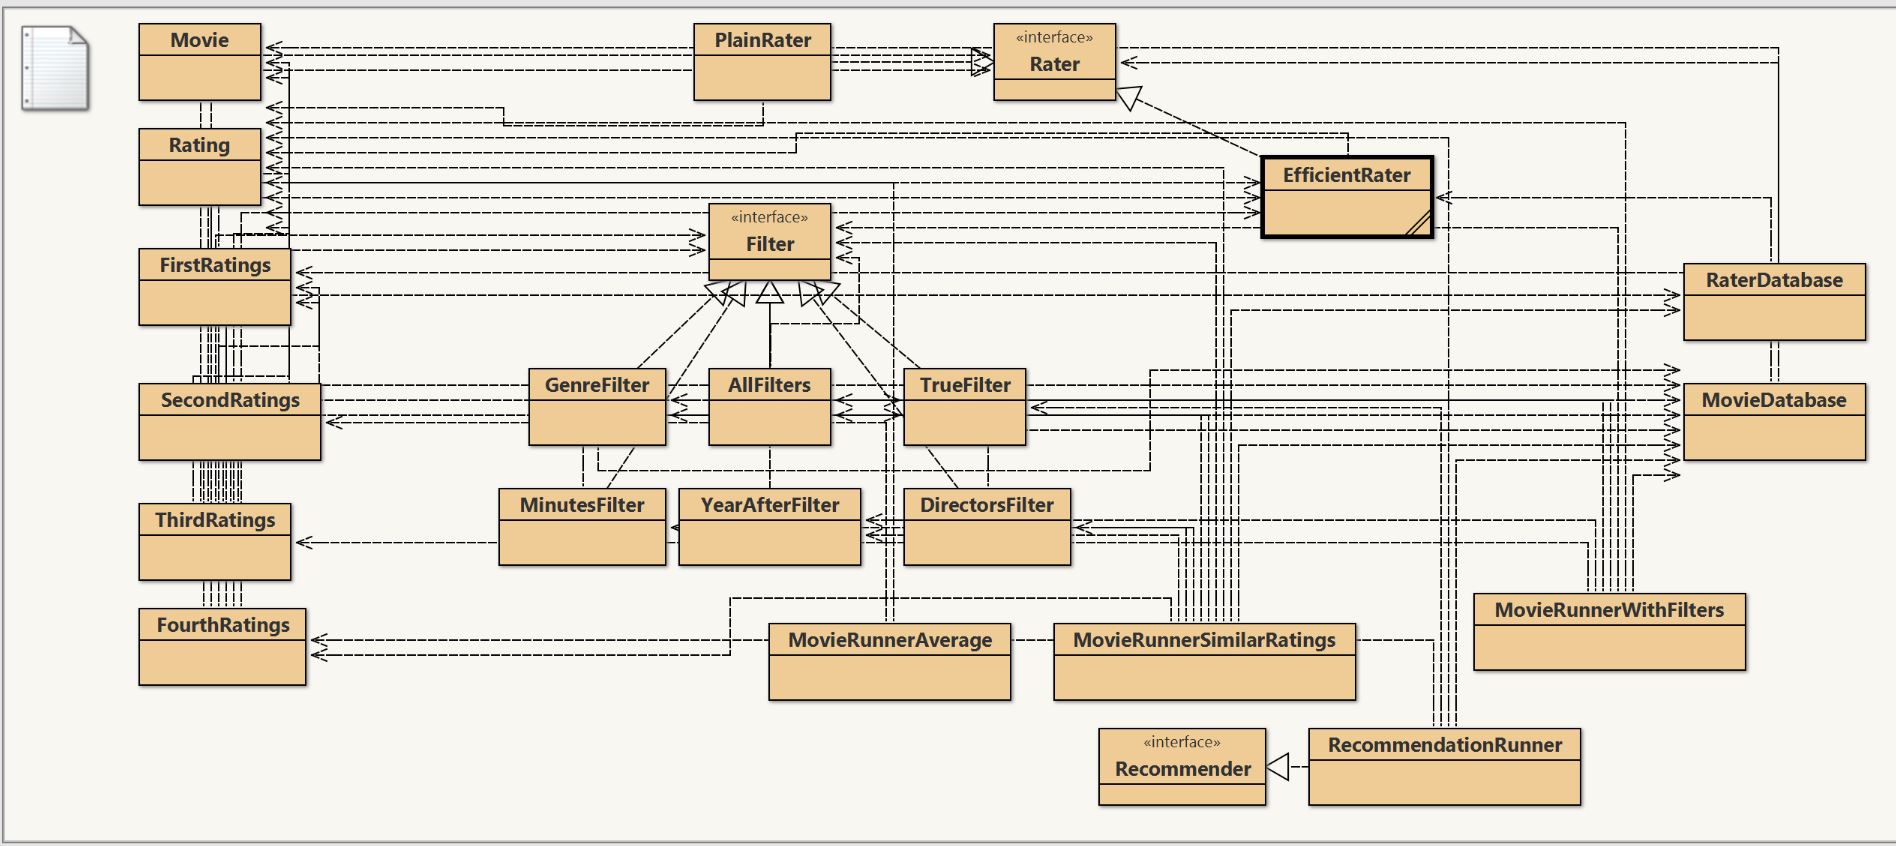 Movie
PlainRater
«interface»
Rater
Rating
EfficientRater
«interface»
Filter
FirstRatings
RaterDatabase
GenreFilter
AllFilters
TrueFilter
SecondRatings
MovieDatabase
MinutesFilter
YearAfterFilter
DirectorsFilter
ThirdRatings
MovieRunnerWithFilters
FourthRatings
MovieRunnerAverage
MovieRunnerSimilarRatings
«interface»
Recommender
RecommendationRunner